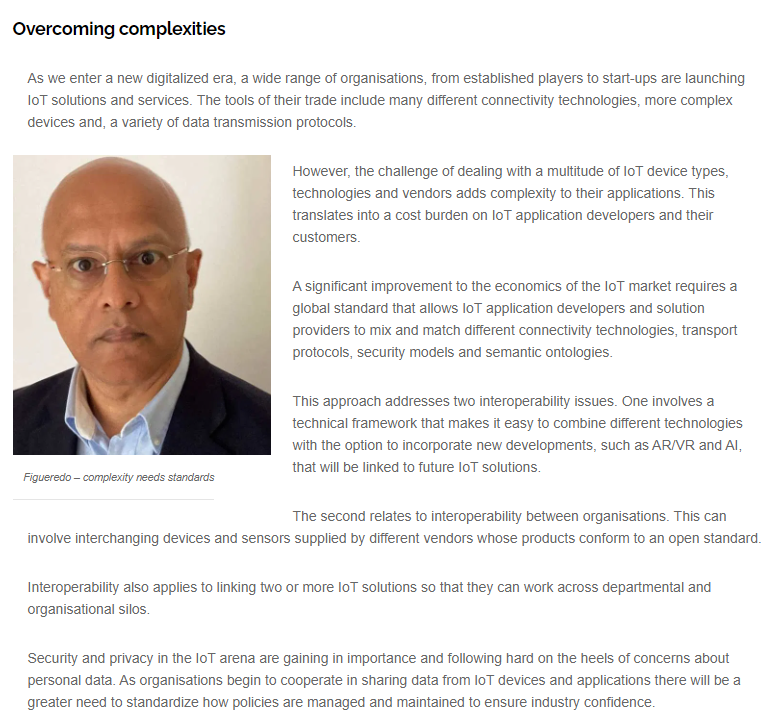 Overcoming complexities
As we enter a new digitalized era, a wide range of organisations, from established players to start-ups are launching
IoT solutions and services. The tools of their trade include many different connectivity technologies, more complex
devices and, a variety of data transmission protocols.
However, the challenge of dealing with a multitude of IoT device types,
technologies and vendors adds complexity to their applications. This
translates into a cost burden on IoT application developers and their
customers.
A significant improvement to the economics of the IoT market requires a
global standard that allows IoT application developers and solution
providers to mix and match different connectivity technologies, transport
protocols, security models and semantic ontologies.
This approach addresses two interoperability issues. One involves a
technical framework that makes it easy to combine different technologies
with the option to incorporate new developments, such as AR/VR and AI,
that will be linked to future IoT solutions.
Figueredo – complexity needs standards
The second relates to interoperability between organisations. This can
involve interchanging devices and sensors supplied by different vendors whose products conform to an open standard.
Interoperability also applies to linking two or more IoT solutions so that they can work across departmental and
organisational silos.
Security and privacy in the IoT arena are gaining in importance and following hard on the heels of concerns about
personal data. As organisations begin to cooperate in sharing data from IoT devices and applications there will be a
greater need to standardize how policies are managed and maintained to ensure industry confidence.